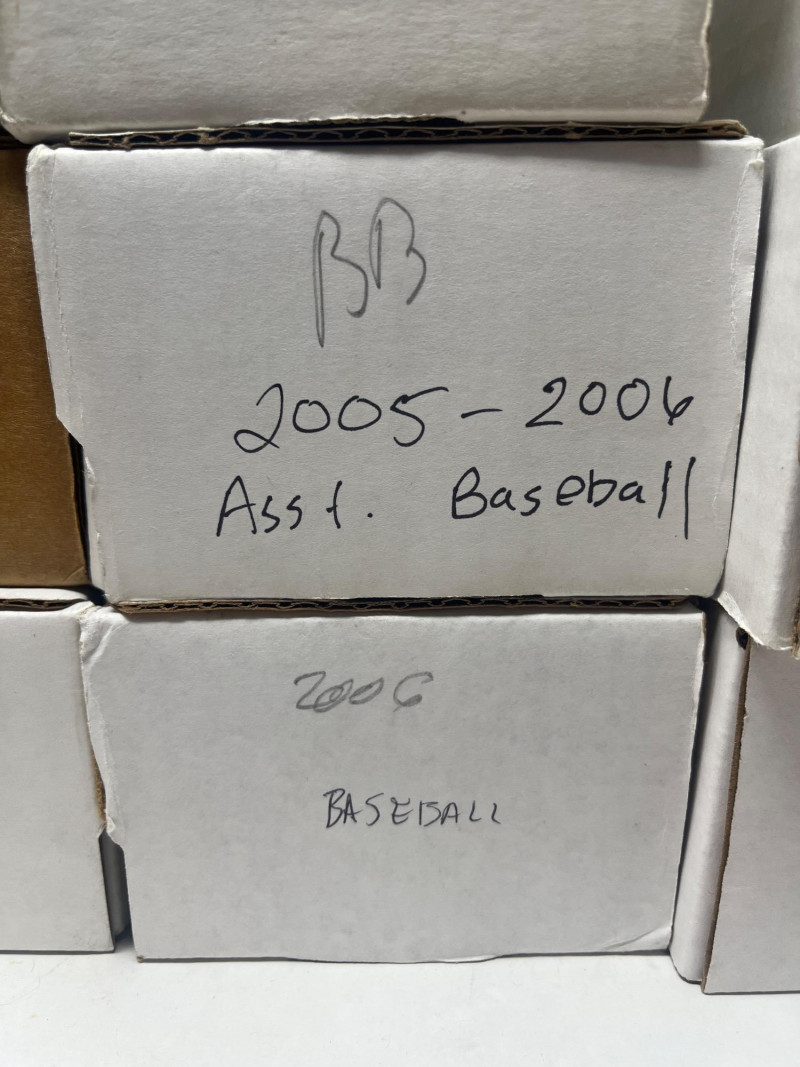 BB
2005-2006
Asst. Baseball
2006
BASEBALL